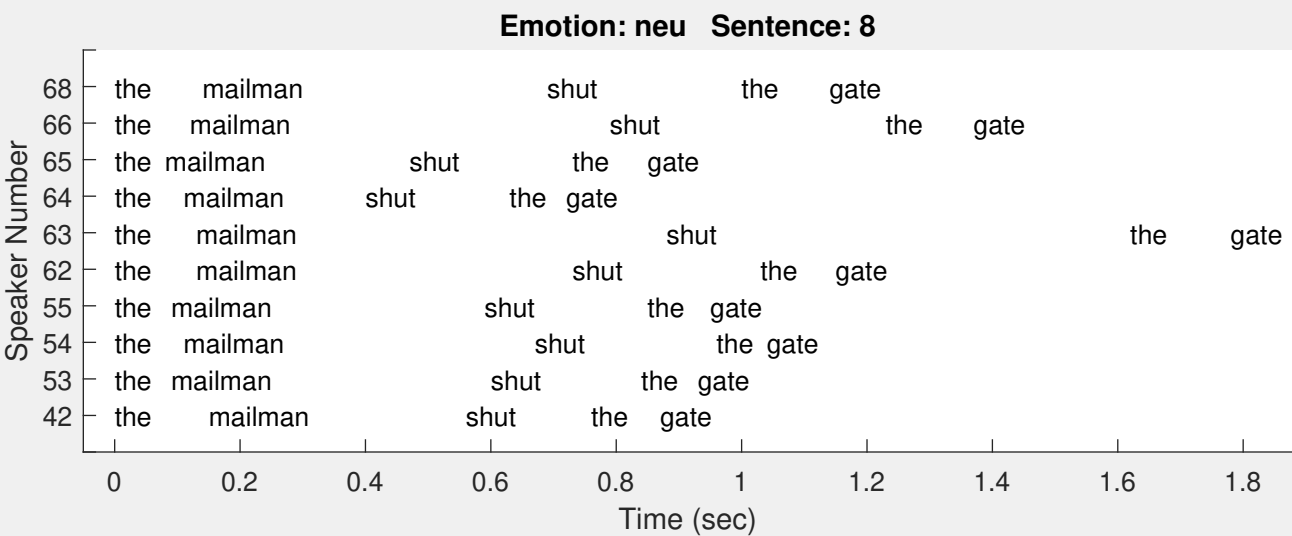 Emotion: neu Sentence: 8
68 the mailman shut the gate
66 the mailman shut the gate
65 the mailman shut the gate
64 the mailman shut the gate
63 the mailman shut the gate
62 the mailman shut the gate
55 the mailman shut the gate
54 the mailman shut the gate
53 the mailman shut the gate
42 the mailman shut the gate
Speaker Number
0 0.2 0.4 0.6 0.8 1 1.2 1.4 1.6 1.8
Time (sec)